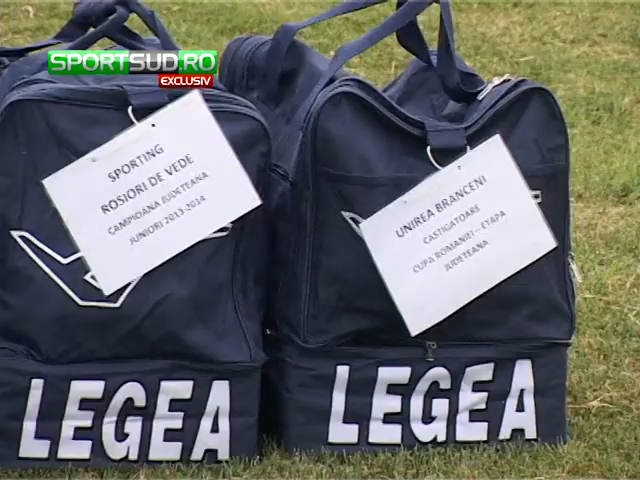 SPORTSUD.RO
EXCLUSIV
SPORTING
ROSIORI DE VEDE
CAMPIOANA JUDETEANA
JUNIORI 2013-2014
UNIREA BRANCENI
CASTIGATOARE
CUPA ROMANIEI – ETAPA
JUDETEANA
LEGEA
LEGEA